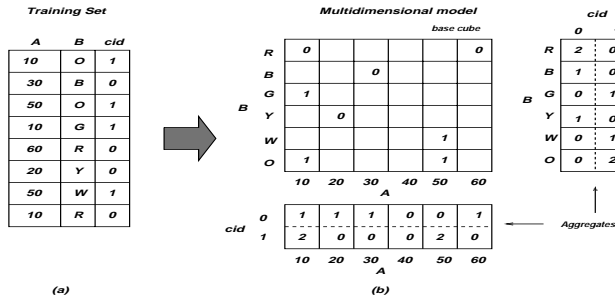 Training Set
A B cid
10 O 1
30 B 0
50 O 1
10 G 1
60 R 0
20 Y 0
50 W 1
10 R 0
(a)
Multidimensional model
base cube
B
R 0 0
B 0
G 1
Y 0
W 1
O 1 1
10 20 30 40 50 60
A
cid
0 1 1 1 0 0 1
1 2 0 0 0 2 0
10 20 30 40 50 60
A
(b)
cid
0
B
R 2 0
B 1 0
G 0 1
Y 1 0
W 0 1
O 0 2
Aggregates